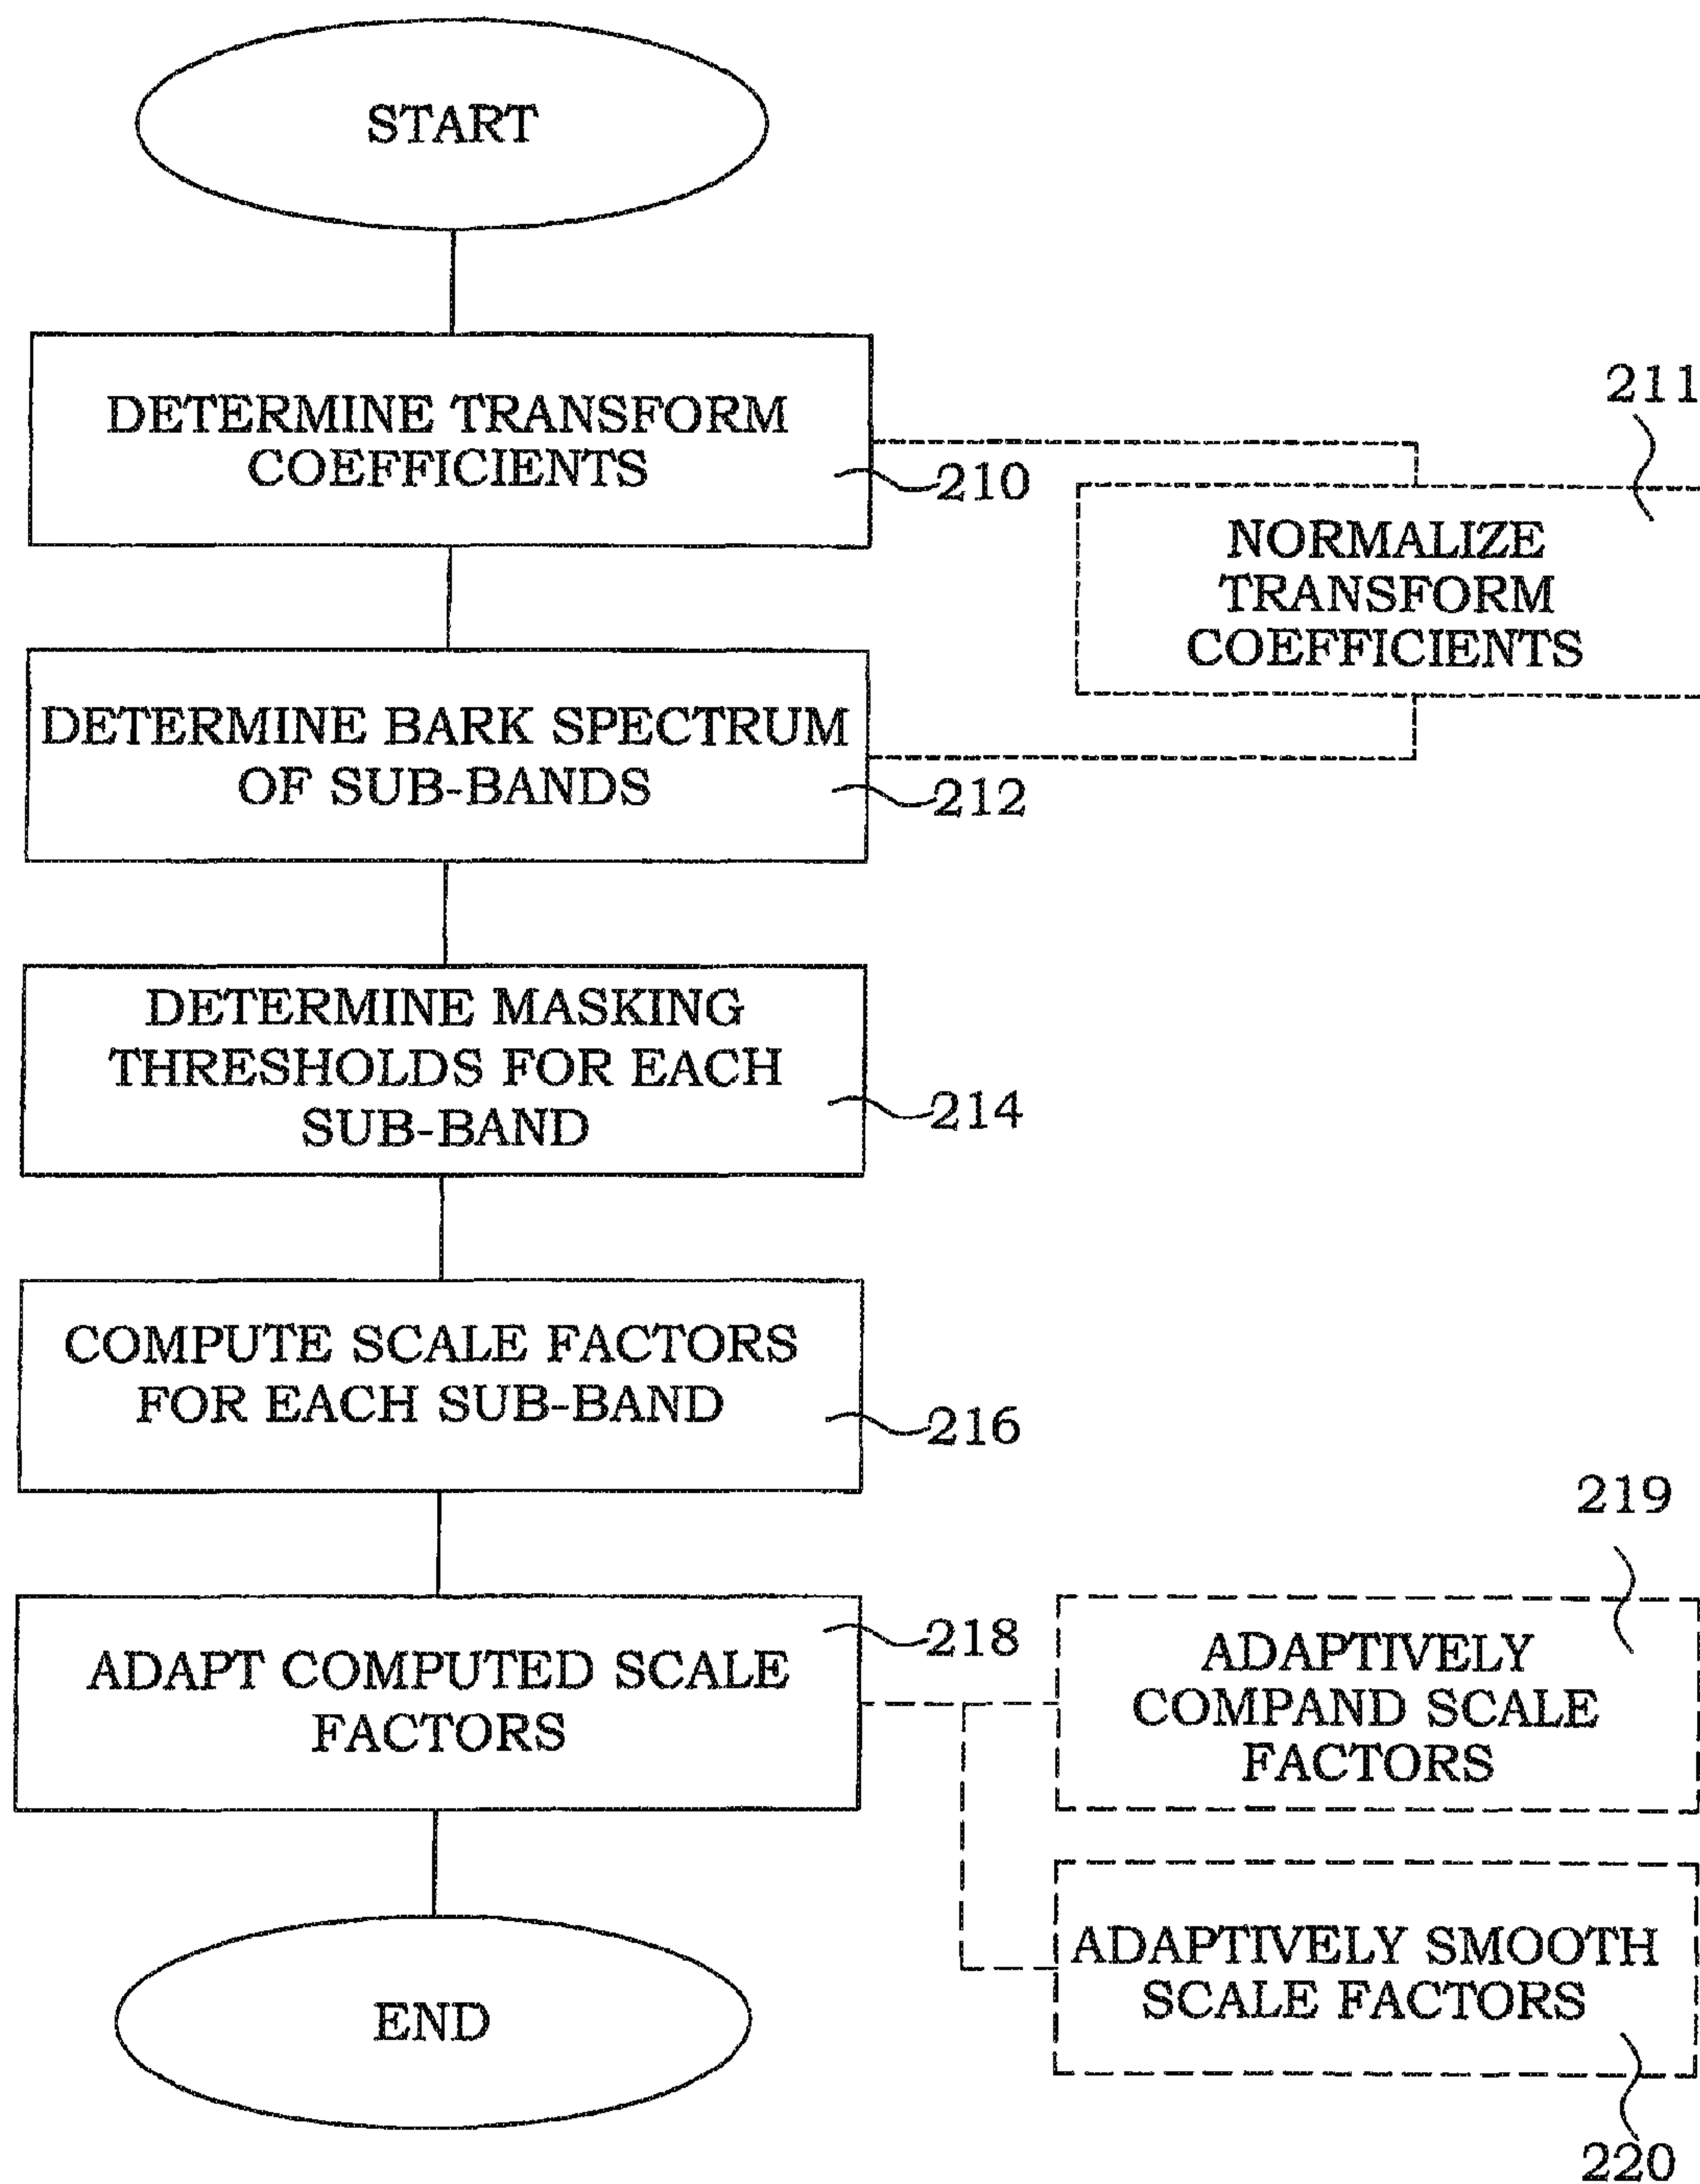 START
DETERMINE TRANSFORM
COEFFICIENTS
210
211
NORMALIZE
TRANSFORM
COEFFICIENTS
DETERMINE BARK SPECTRUM
OF SUB-BANDS
212
DETERMINE MASKING
THRESHOLDS FOR EACH
SUB-BAND
214
COMPUTE SCALE FACTORS
FOR EACH SUB-BAND
216
ADAPT COMPUTED SCALE
FACTORS
218
219
ADAPTIVELY
COMPAND SCALE
FACTORS
ADAPTIVELY SMOOTH
SCALE FACTORS
220
END